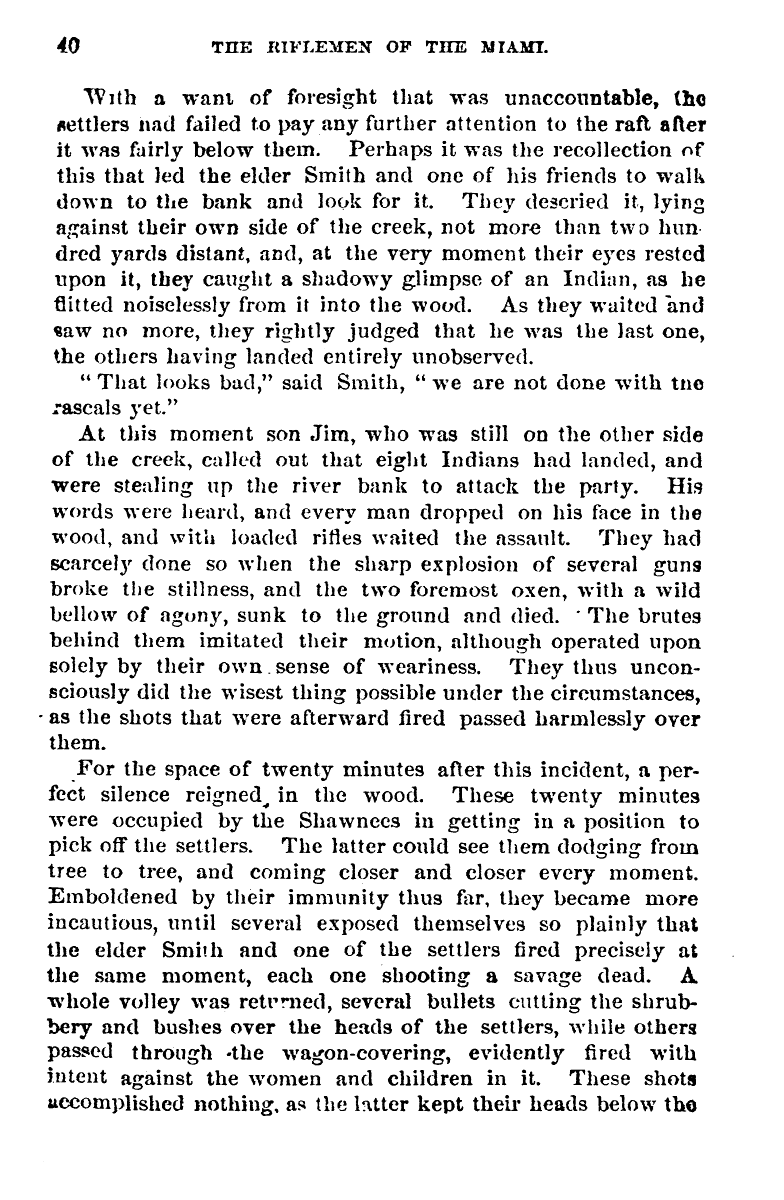 40 THE RIFLEMEN OF THE MIAMI.
With a want of foresight that was unaccountable, the
settlers had failed to pay any further attention to the raft after
it was fairly below them. Perhaps it was the recollection of
this that led the elder Smith and one of his friends to walk
down to the bank and look for it. They descried it, lying
against their own side of the creek, not more than two hun-
dred yards distant, and, at the very moment their eyes rested
upon it, they caught a shadowy glimpse of an Indian, as he
flitted noiselessly from it into the wood. As they waited and
saw no more, they rightly judged that he was the last one,
the others having landed entirely unobserved.
“ That looks bad,” said Smith, “ we are not done with the
rascals yet.”
At this moment son Jim, who was still on the other side
of the creek, called out that eight Indians had landed, and
were stealing up the river bank to attack the party. His
words were heard, and every man dropped on his face in the
wood, and with loaded rifles waited the assault. They had
scarcely done so when the sharp explosion of several guns
broke the stillness, and the two foremost oxen, with a wild
bellow of agony, sunk to the ground and died. The brutes
behind them imitated their motion, although operated upon
solely by their own sense of weariness. They thus uncon-
sciously did the wisest thing possible under the circumstances,
as the shots that were afterward fired passed harmlessly over
them.
For the space of twenty minutes after this incident, a per-
fect silence reigned in the wood. These twenty minutes
were occupied by the Shawnees in getting in a position to
pick off the settlers. The latter could see them dodging from
tree to tree, and coming closer and closer every moment.
Emboldened by their immunity thus far, they became more
incautious, until several exposed themselves so plainly that
the elder Smith and one of the settlers fired precisely at
the same moment, each one shooting a savage dead. A
whole volley was returned, several bullets cutting the shrub-
bery and bushes over the heads of the settlers, while others
passed through the wagon-covering, evidently fired with
intent against the women and children in it. These shots
accomplished nothing, as the latter kept their heads below the